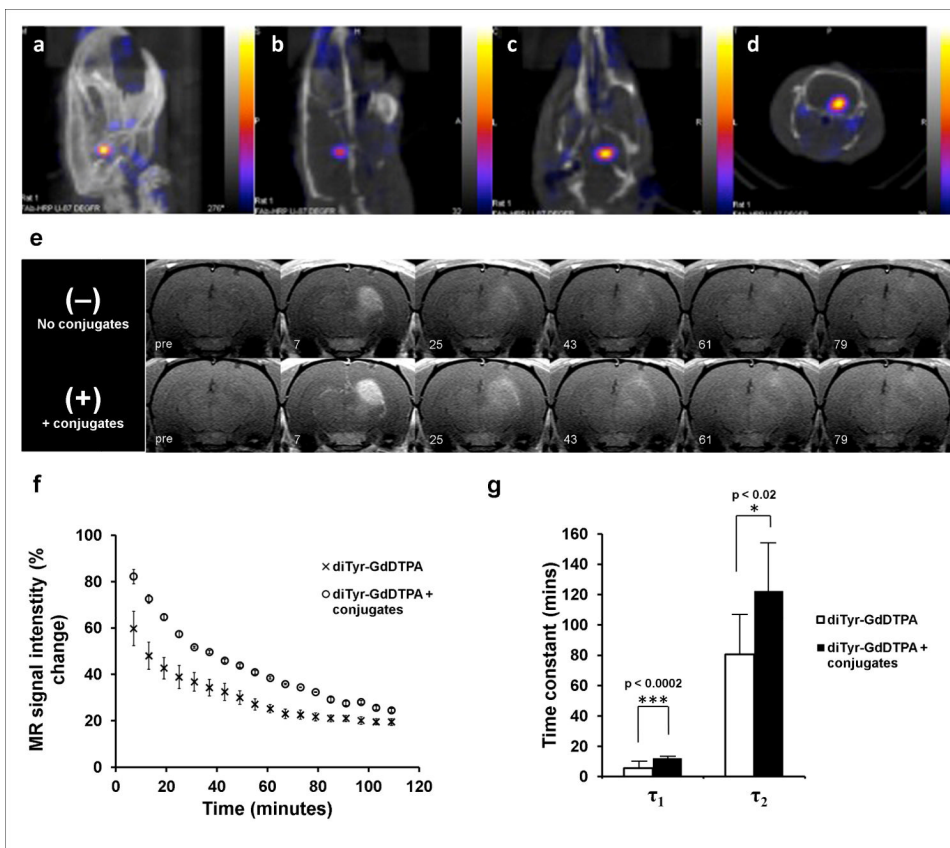 a
b
c
d
Rat 1
276°
Rat 1
Rat 1
Rat 1
e
(–)
No conjugates
pre
7
25
43
61
79
(+)
+ conjugates
pre
7
25
43
61
79
f
MR signal intenstity (%
change)
100
80
60
40
20
0
0 20 40 60 80 100 120
Time (minutes)
diTyr-GdDTPA
diTyr-GdDTPA +
conjugates
g
Time constant (mins)
160
140
120
100
80
60
40
20
0
p < 0.0002
***
p < 0.02
*
τ1
τ2
diTyr-GdDTPA
diTyr-GdDTPA +
conjugates